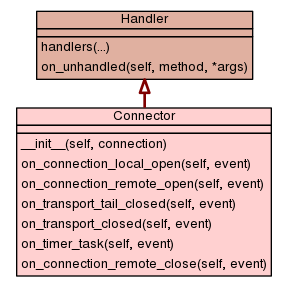 Handler
handlers(...)
on_unhandled(self, method, *args)
Connector
__init__(self, connection)
on_connection_local_open(self, event)
on_connection_remote_open(self, event)
on_transport_tail_closed(self, event)
on_transport_closed(self, event)
on_timer_task(self, event)
on_connection_remote_close(self, event)